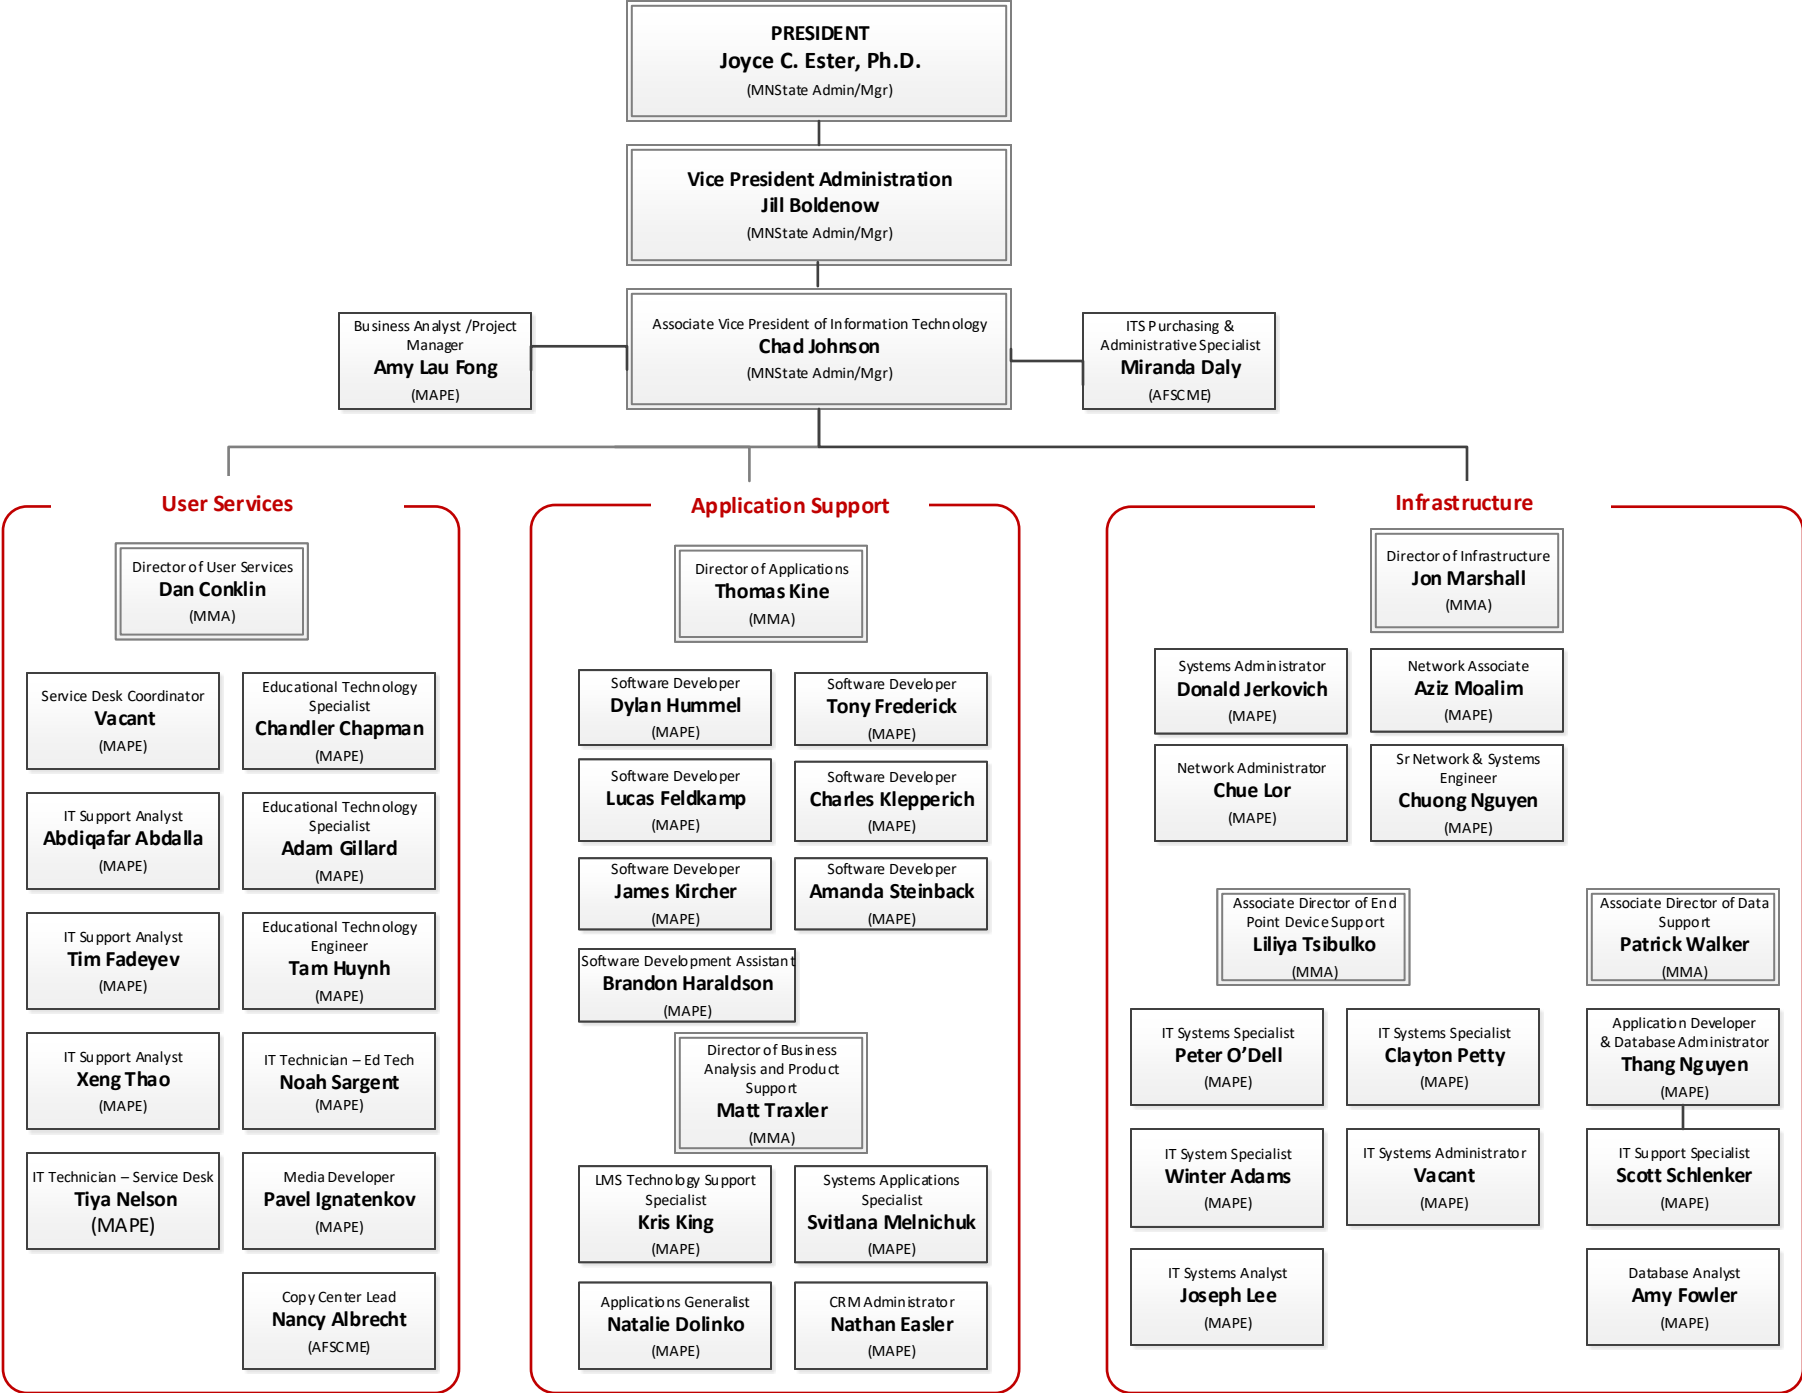 PRESIDENT
Joyce C. Ester, Ph.D.
(MNState Admin/Mgr)
Vice President Administration
Jill Boldenow
(MNState Admin/Mgr)
Business Analyst /Project
Manager
Amy Lau Fong
(MAPE)
Associate Vice President of Information Technology
Chad Johnson
(MNState Admin/Mgr)
ITS Purchasing &
Administrative Specialist
Miranda Daly
(AFSCME)
User Services
Director of User Services
Dan Conklin
(MMA)
Service Desk Coordinator
Vacant
(MAPE)
Educational Technology
Specialist
Chandler Chapman
(MAPE)
IT Support Analyst
Abdiqafar Abdalla
(MAPE)
Educational Technology
Specialist
Adam Gillard
(MAPE)
IT Support Analyst
Tim Fadeyev
(MAPE)
Educational Technology
Engineer
Tam Huynh
(MAPE)
IT Support Analyst
Xeng Thao
(MAPE)
IT Technician – Ed Tech
Noah Sargent
(MAPE)
IT Technician – Service Desk
Tiya Nelson
(MAPE)
Media Developer
Pavel Ignatenkov
(MAPE)
Copy Center Lead
Nancy Albrecht
(AFSCME)
Application Support
Director of Applications
Thomas Kine
(MMA)
Software Developer
Dylan Hummel
(MAPE)
Software Developer
Tony Frederick
(MAPE)
Software Developer
Lucas Feldkamp
(MAPE)
Software Developer
Charles Klepperich
(MAPE)
Software Developer
James Kircher
(MAPE)
Software Developer
Amanda Steinback
(MAPE)
Software Development Assistant
Brandon Haraldson
(MAPE)
Director of Business
Analysis and Product
Support
Matt Traxler
(MMA)
LMS Technology Support
Specialist
Kris King
(MAPE)
Systems Applications
Specialist
Svitlana Melnichuk
(MAPE)
Applications Generalist
Natalie Dolinko
(MAPE)
CRM Administrator
Nathan Easler
(MAPE)
Infrastructure
Director of Infrastructure
Jon Marshall
(MMA)
Systems Administrator
Donald Jerkovich
(MAPE)
Network Associate
Aziz Moalim
(MAPE)
Network Administrator
Chue Lor
(MAPE)
Sr Network & Systems
Engineer
Chuong Nguyen
(MAPE)
Associate Director of End
Point Device Support
Liliya Tsibulko
(MMA)
Associate Director of Data
Support
Patrick Walker
(MMA)
IT Systems Specialist
Peter O’Dell
(MAPE)
IT Systems Specialist
Clayton Petty
(MAPE)
Application Developer
& Database Administrator
Thang Nguyen
(MAPE)
IT System Specialist
Winter Adams
(MAPE)
IT Systems Administrator
Vacant
(MAPE)
IT Support Specialist
Scott Schlenker
(MAPE)
IT Systems Analyst
Joseph Lee
(MAPE)
Database Analyst
Amy Fowler
(MAPE)